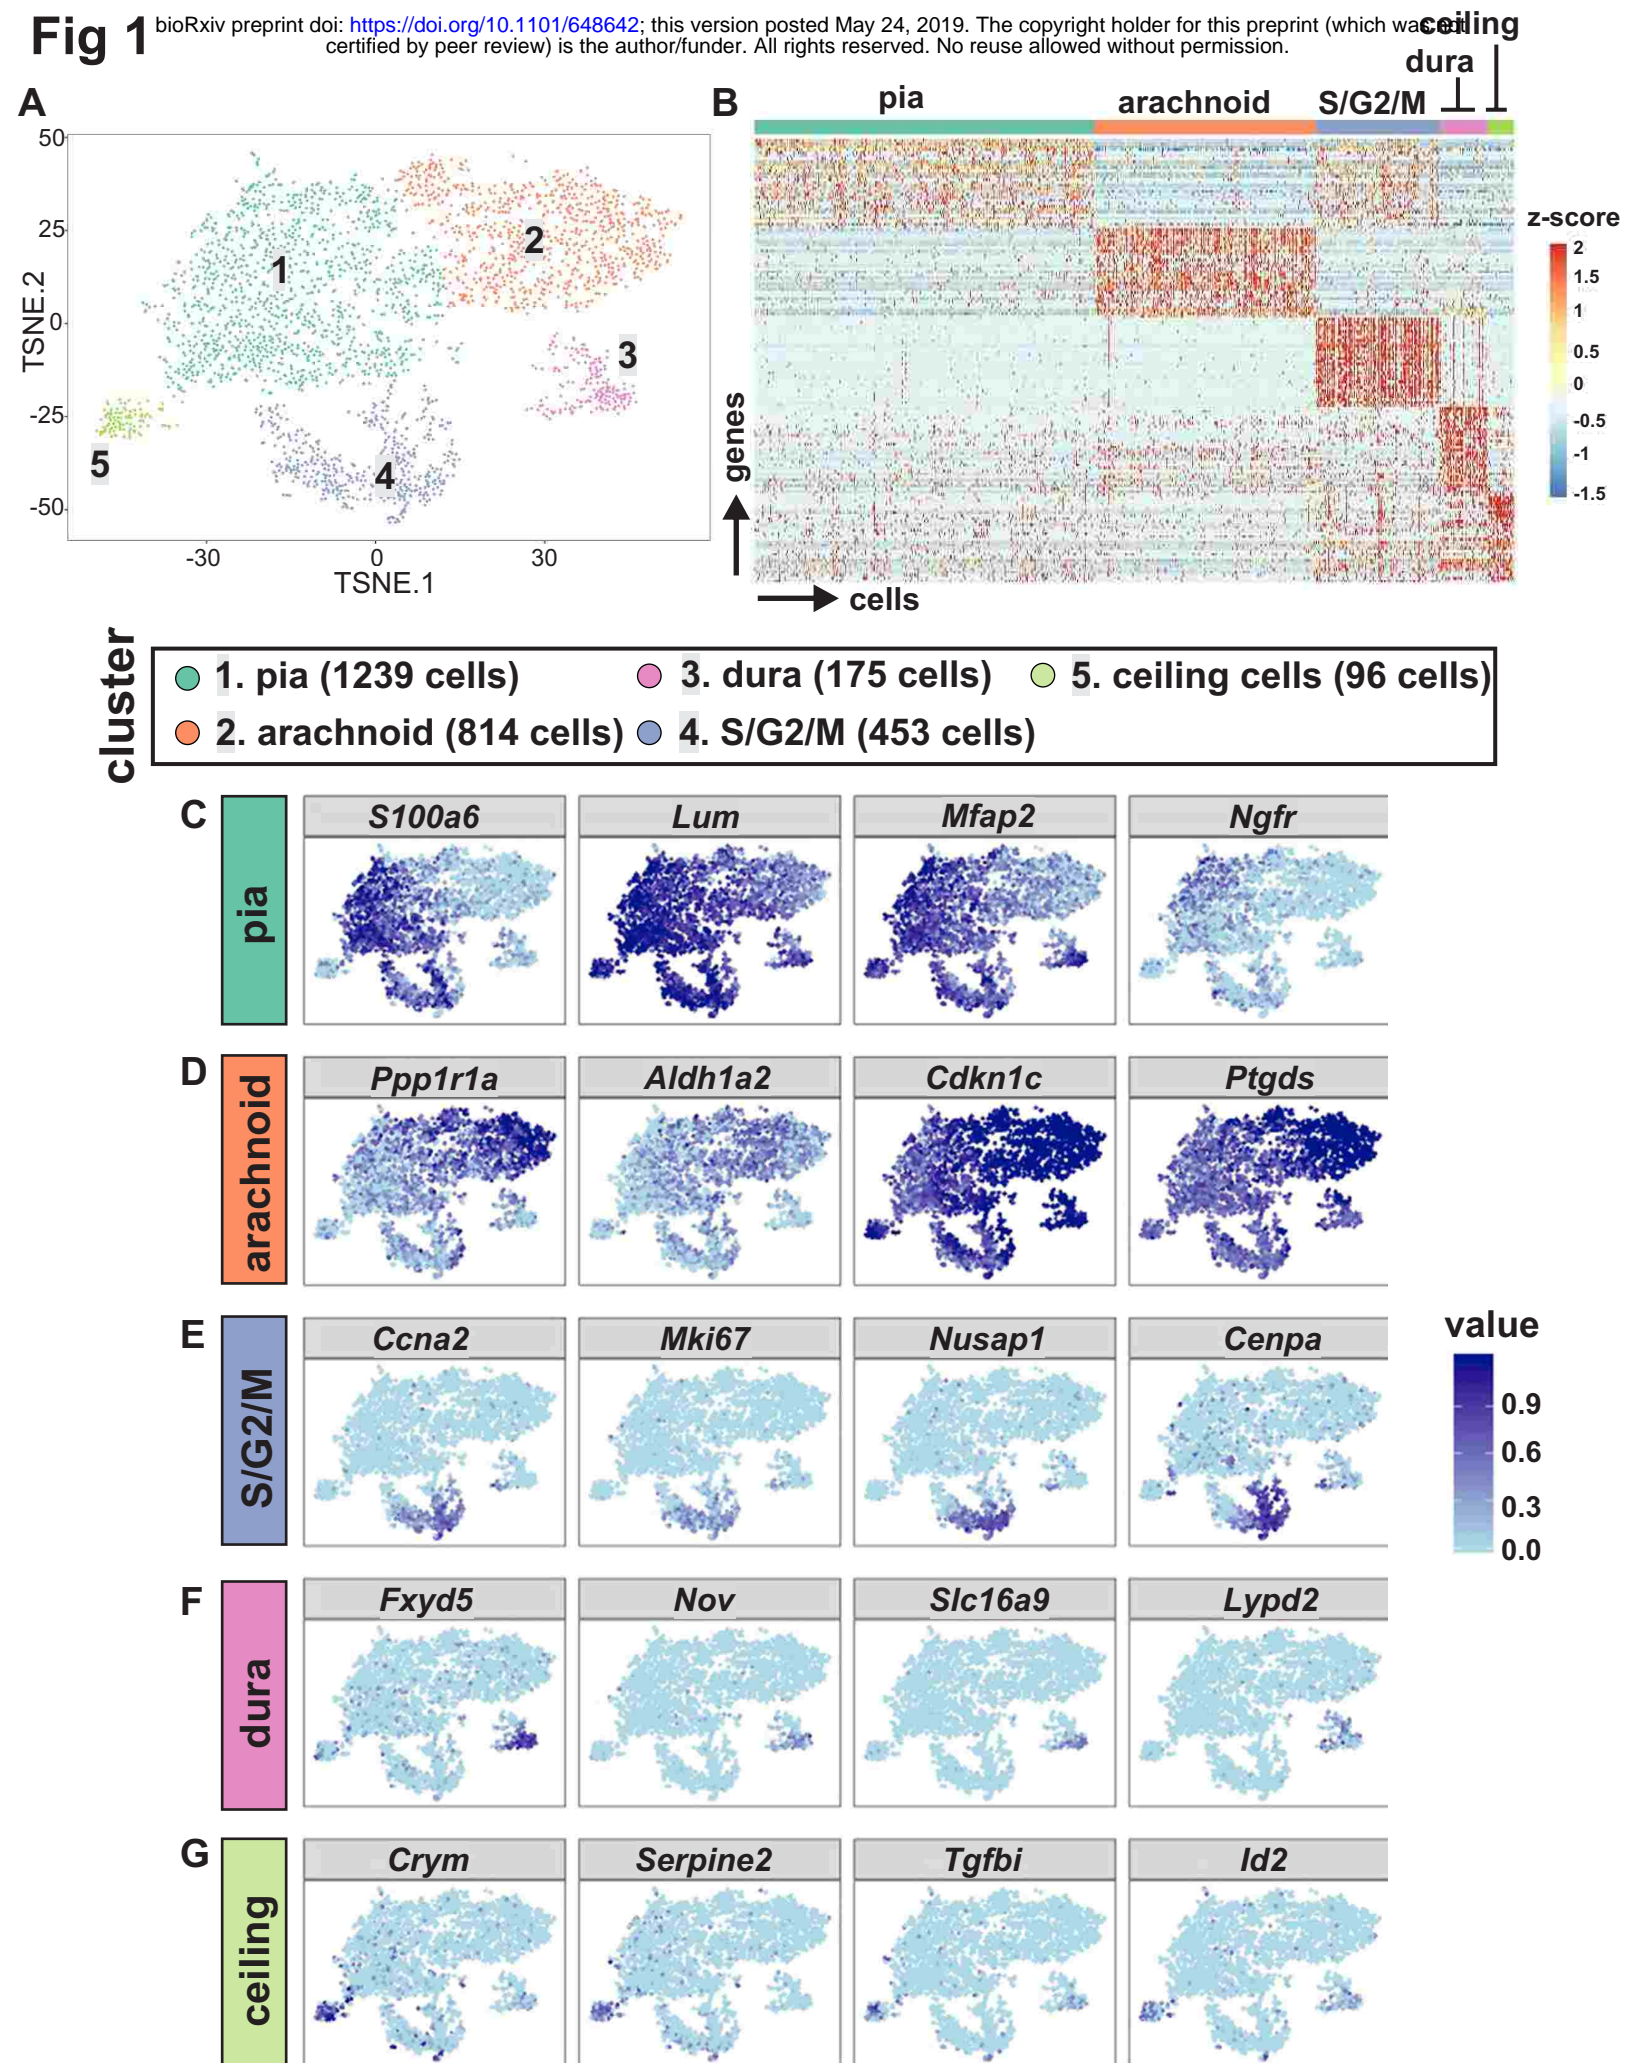 Fig 1
bioRxiv preprint doi: https://doi.org/10.1101/648642; this version posted May 24, 2019. The copyright holder for this preprint (which was not
certified by peer review) is the author/funder. All rights reserved. No reuse allowed without permission.
A
50
25
0
-25
-50
TSNE.2
-30
0
30
TSNE.1
1
2
3
4
5
B
pia
arachnoid
S/G2/M
dura
ceiling
genes
cells
z-score
2
1.5
1
0.5
0
-0.5
-1
-1.5
cluster
1. pia (1239 cells)
3. dura (175 cells)
5. ceiling cells (96 cells)
2. arachnoid (814 cells)
4. S/G2/M (453 cells)
C
pia
S100a6
Lum
Mfap2
Ngfr
D
arachnoid
Ppp1r1a
Aldh1a2
Cdkn1c
Ptgds
E
S/G2/M
Ccna2
Mki67
Nusap1
Cenpa
value
0.9
0.6
0.3
0.0
F
dura
Fxyd5
Nov
Slc16a9
Lypd2
G
ceiling
Crym
Serpine2
Tgfbi
Id2